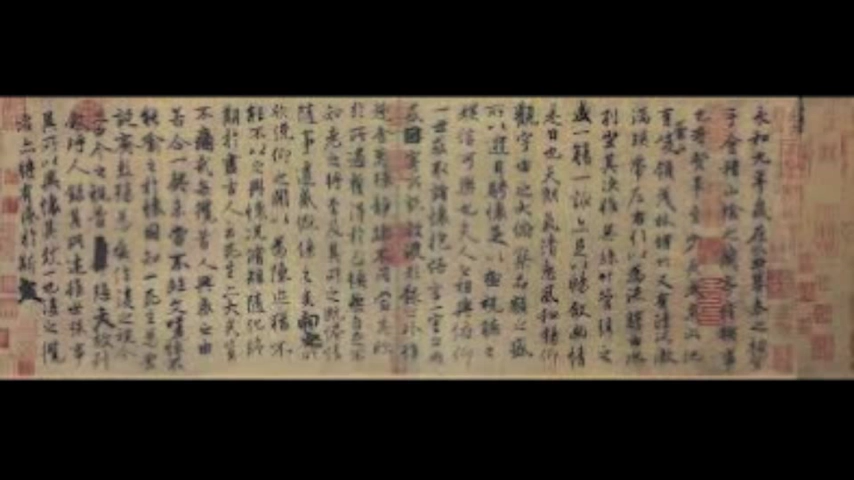 永和九年歲在癸丑暮春之初會
于會稽山陰之蘭亭脩稧事
也群賢畢至少長咸集此地
有崇山峻領茂林脩竹又有清流激
湍暎帶左右引以為流觴曲水
列坐其次雖無絲竹管弦之
盛一觴一詠亦足以暢敘幽情
是日也天朗氣清惠風和暢仰
觀宇宙之大俯察品類之盛
所以遊目騁懷足以極視聽之
娛信可樂也夫人之相與俯仰
一世或取諸懷抱悟言一室之內
或因寄所託放浪形骸之外雖
趣舍萬殊靜躁不同當其欣
於所遇暫得於己怏然自足不
知老之將至及其所之既惓情
隨事遷感慨係之矣向之所
欣俛仰之間以為陳迹猶不
能不以之興懷況脩短隨化終
期於盡古人云死生亦大矣豈
不痛哉每攬昔人興感之由
若合一契未嘗不臨文嗟悼不
能喻之於懷固知一死生為虛
誕齊彭殤為妄作後之視今
亦由今之視昔悲夫故列
敘時人錄其所述雖世殊事
異所以興懷其致一也後之攬
者亦將有感於斯文